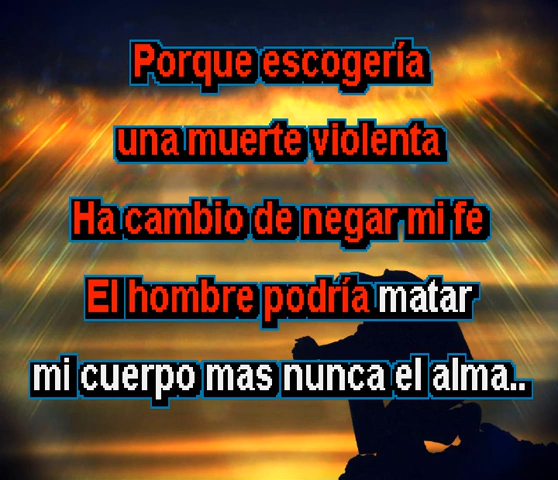 Porque escogería
una muerte violenta
Ha cambio de negar mi fe
El hombre podría matar
mi cuerpo mas nunca el alma..